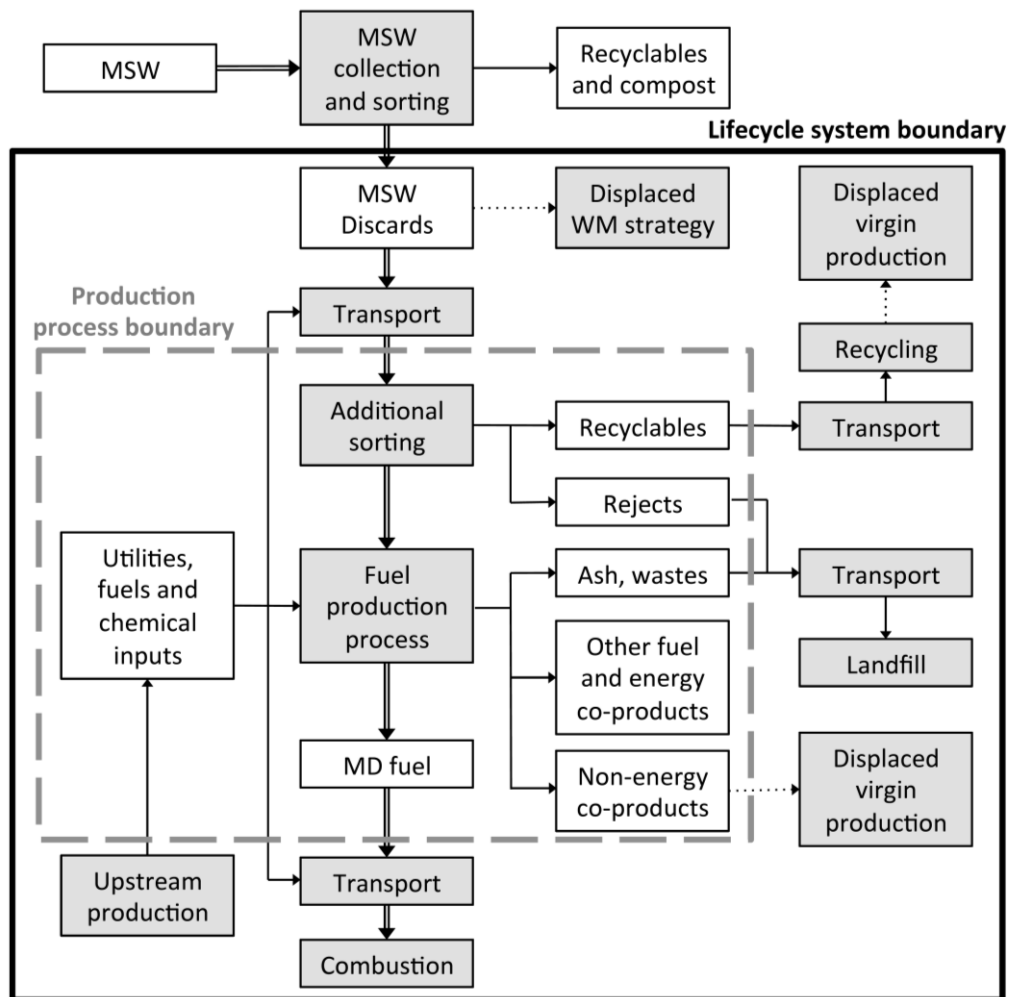 MSW
MSW
collection
and sorting
Recyclables
and compost
Lifecycle system boundary
MSW
Discards
Displaced
WM strategy
Displaced
virgin
production
Production
process boundary
Transport
Recycling
Additional
sorting
Recyclables
Transport
Rejects
Utilities,
fuels and
chemical
inputs
Fuel
production
process
Ash, wastes
Transport
Other fuel
and energy
co-products
Landfill
MD fuel
Non-energy
co-products
Displaced
virgin
production
Upstream
production
Transport
Combustion